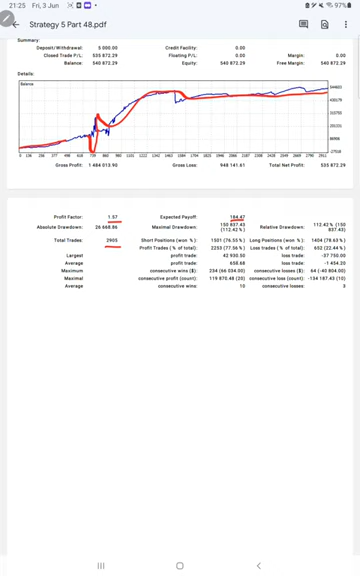 21:25 Fri, 3 Jun 97%
Strategy 5 Part 48.pdf
Summary:
Deposit/Withdrawal: 5 000.00 Credit Facility: 0.00
Closed Trade P/L: 535 872.29 Floating P/L: 0.00 Margin: 0.00
Balance: 540 872.29 Equity: 540 872.29 Free Margin: 540 872.29
Details:
Balance
Gross Profit: 1 484 013.90 Gross Loss: 948 141.61 Total Net Profit: 535 872.29
Profit Factor: 1.57 Expected Payoff: 184.47
Absolute Drawdown: 26 668.86 Maximal Drawdown: 150 837.43 (112.42%) Relative Drawdown: 112.42% (150 837.43)
Total Trades: 2905 Short Positions (won %): 1501 (76.55%) Long Positions (won %): 1404 (78.63%)
Profit Trades (% of total): 2253 (77.56%) Loss trades (% of total): 652 (22.44%)
Largest profit trade: 42 930.50 loss trade: -37 750.00
Average profit trade: 658.68 loss trade: -1 454.20
Maximum consecutive wins ($): 234 (66 034.00) consecutive losses ($): 64 (-40 804.00)
Maximal consecutive profit (count): 119 870.48 (28) consecutive loss (count): -134 187.43 (10)
Average consecutive wins: 10 consecutive losses: 3